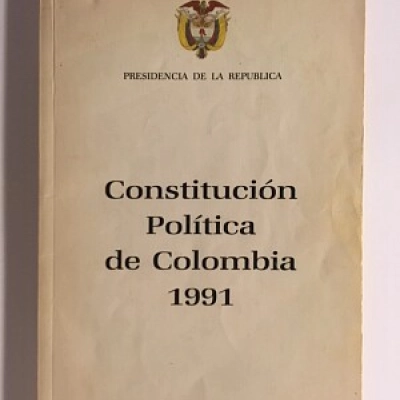 PRESIDENCIA DE LA REPUBLICA
Constitución
Política
de Colombia
1991